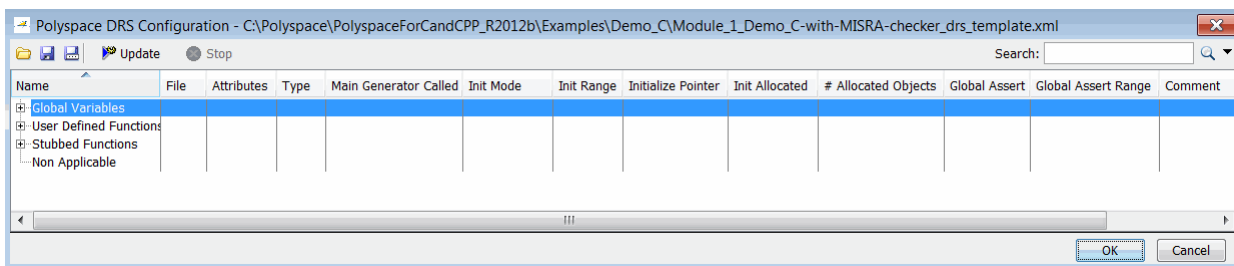 Polyspace DRS Configuration - C:\Polyspace\PolyspaceForCandCPP_R2012b\Examples\Demo_C\Module_1_Demo_C-with-MISRA-checker_drs_template.xml
Update Stop Search:
Name File Attributes Type Main Generator Called Init Mode Init Range Initialize Pointer Init Allocated # Allocated Objects Global Assert Global Assert Range Comment
Global Variables
User Defined Functions
Stubbed Functions
Non Applicable
OK Cancel